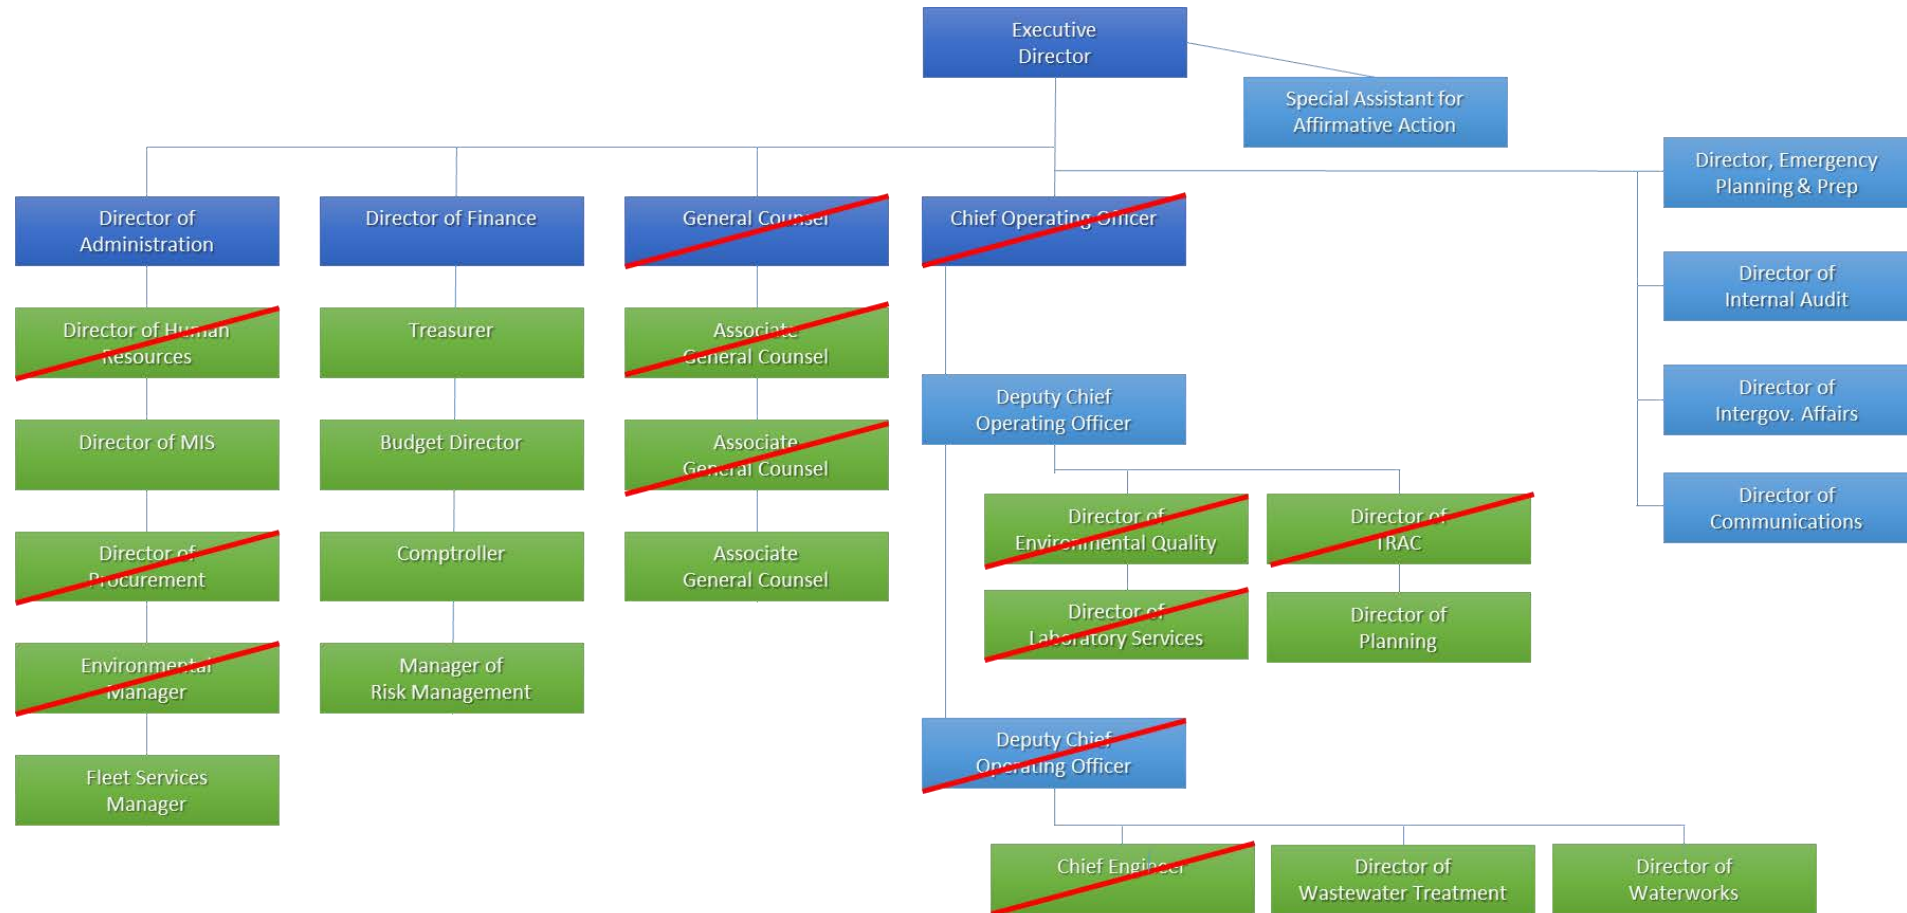 Executive
Director
Special Assistant for
Affirmative Action
Director, Emergency
Planning & Prep
Director of
Internal Audit
Director of
Intergov. Affairs
Director of
Communications
Director of
Administration
Director of Human
Resources
Director of MIS
Director of
Procurement
Environmental
Manager
Fleet Services
Manager
Director of Finance
Treasurer
Budget Director
Comptroller
Manager of
Risk Management
General Counsel
Associate
General Counsel
Associate
General Counsel
Associate
General Counsel
Chief Operating Officer
Deputy Chief
Operating Officer
Director of
Environmental Quality
Director of
Laboratory Services
Director of
TRAC
Director of
Planning
Deputy Chief
Operating Officer
Chief Engineer
Director of
Wastewater Treatment
Director of
Waterworks